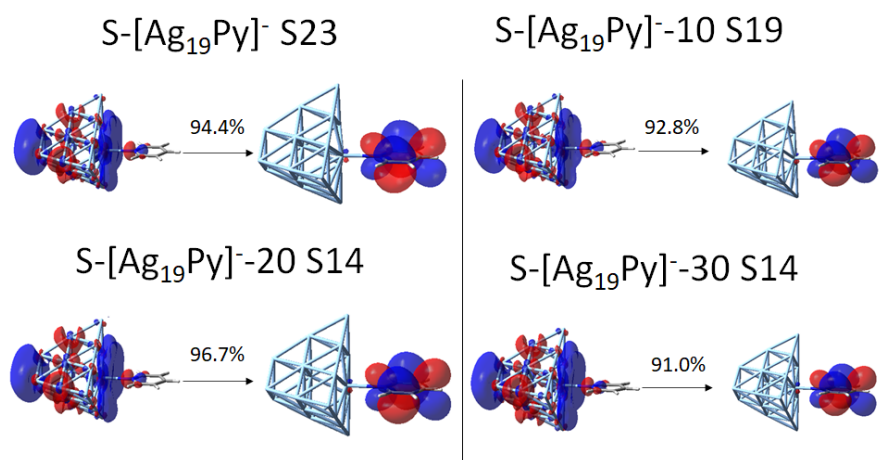 S-[Ag₁₉Py]⁻ S23
94.4%
S-[Ag₁₉Py]⁻-10 S19
92.8%
S-[Ag₁₉Py]⁻-20 S14
96.7%
S-[Ag₁₉Py]⁻-30 S14
91.0%